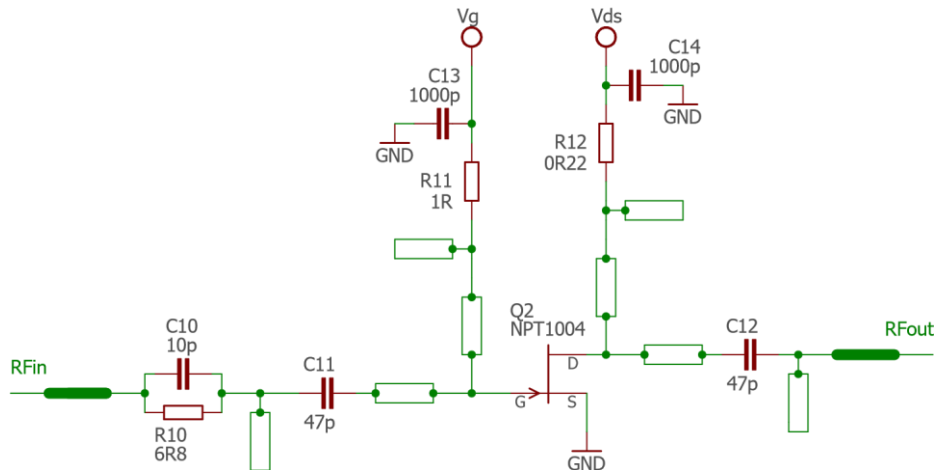 Vg
Vds
C13
1000p
GND
C14
1000p
GND
R11
1R
R12
0R22
Q2
NPT1004
D
G
S
GND
RFin
C10
10p
R10
6R8
C11
47p
C12
47p
RFout